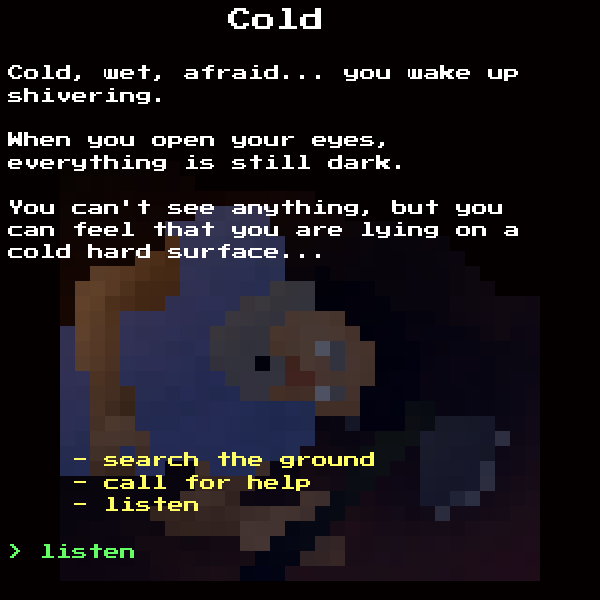 Cold
Cold, wet, afraid... you wake up
shivering.
When you open your eyes,
everything is still dark.
You can't see anything, but you
can feel that you are lying on a
cold hard surface...
- search the ground
- call for help
- listen
> listen